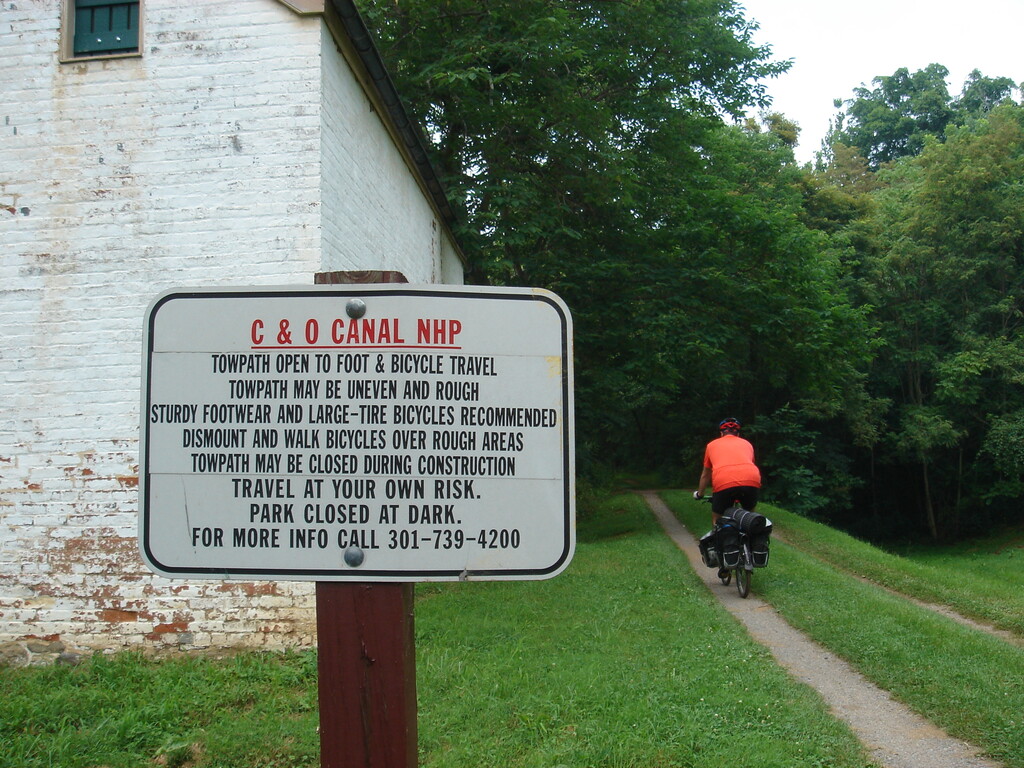 C & O CANAL NHP
TOWPATH OPEN TO FOOT & BICYCLE TRAVEL
TOWPATH MAY BE UNEVEN AND ROUGH
STURDY FOOTWEAR AND LARGE-TIRE BICYCLES RECOMMENDED
DISMOUNT AND WALK BICYCLES OVER ROUGH AREAS
TOWPATH MAY BE CLOSED DURING CONSTRUCTION
TRAVEL AT YOUR OWN RISK.
PARK CLOSED AT DARK.
FOR MORE INFO CALL 301-739-4200